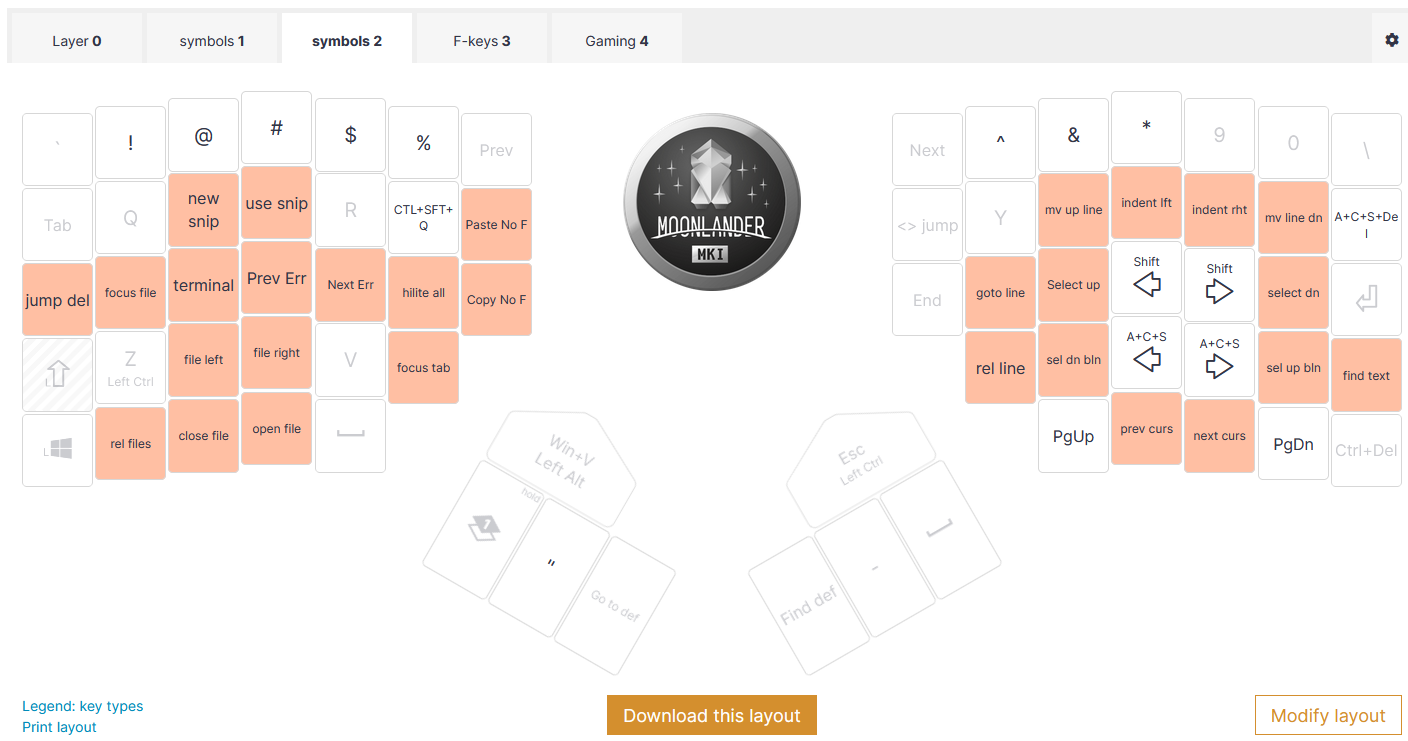 Layer 0
symbols 1
symbols 2
F-keys 3
Gaming 4
`
!
@
#
$
%
Prev
Tab
Q
new
snip
use snip
R
CTL+SFT+
Q
Paste No F
jump del
focus file
terminal
Prev Err
Next Err
hilite all
Copy No F
L
Z
Left Ctrl
file left
file right
V
focus tab
L
rel files
close file
open file
MOONLANDER
MKI
Next
^
&
*
9
0
\
<> jump
Y
mv up line
indent lft
indent rht
mv line dn
A+C+S+De
l
End
goto line
Select up
Shift
Shift
select dn
rel line
sel dn bln
A+C+S
A+C+S
sel up bln
find text
PgUp
prev curs
next curs
PgDn
Ctrl+Del
Win+V
Left Alt
hold
1
"
Go to def
Esc
Left Ctrl
-
Find def
Legend: key types
Print layout
Download this layout
Modify layout